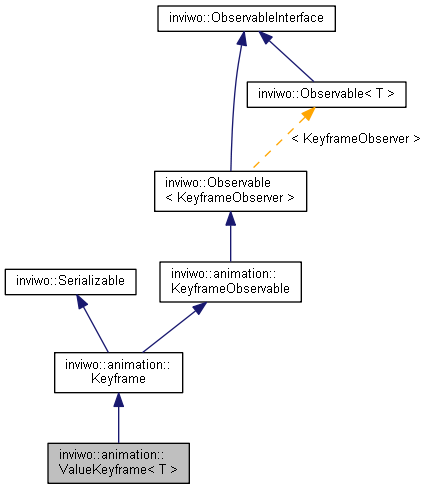 inviwo::ObservableInterface
inviwo::Observable< T >
< KeyframeObserver >
inviwo::Observable
< KeyframeObserver >
inviwo::Serializable
inviwo::animation::
KeyframeObservable
inviwo::animation::
Keyframe
inviwo::animation::
ValueKeyframe< T >